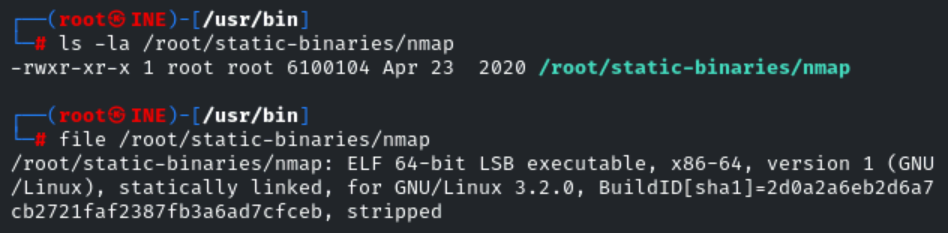 ┌──(root㉿INE)-[/usr/bin]
└─# ls -la /root/static-binaries/nmap
-rwxr-xr-x 1 root root 6100104 Apr 23  2020 /root/static-binaries/nmap
┌──(root㉿INE)-[/usr/bin]
└─# file /root/static-binaries/nmap
/root/static-binaries/nmap: ELF 64-bit LSB executable, x86-64, version 1 (GNU
/Linux), statically linked, for GNU/Linux 3.2.0, BuildID[sha1]=2d0a2a6eb2d6a7
cb2721faf2387fb3a6ad7cfceb, stripped